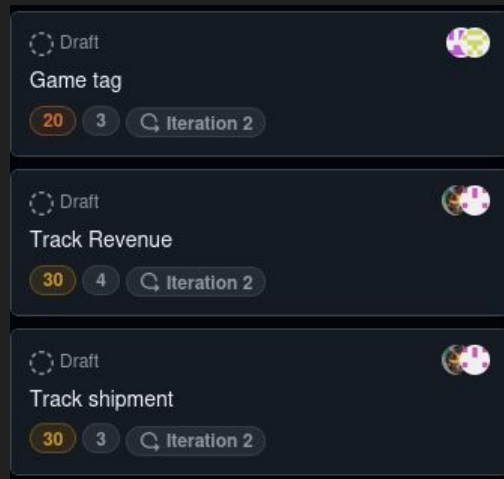 Draft
Game tag
20 3 Iteration 2
Draft
Track Revenue
30 4 Iteration 2
Draft
Track shipment
30 3 Iteration 2